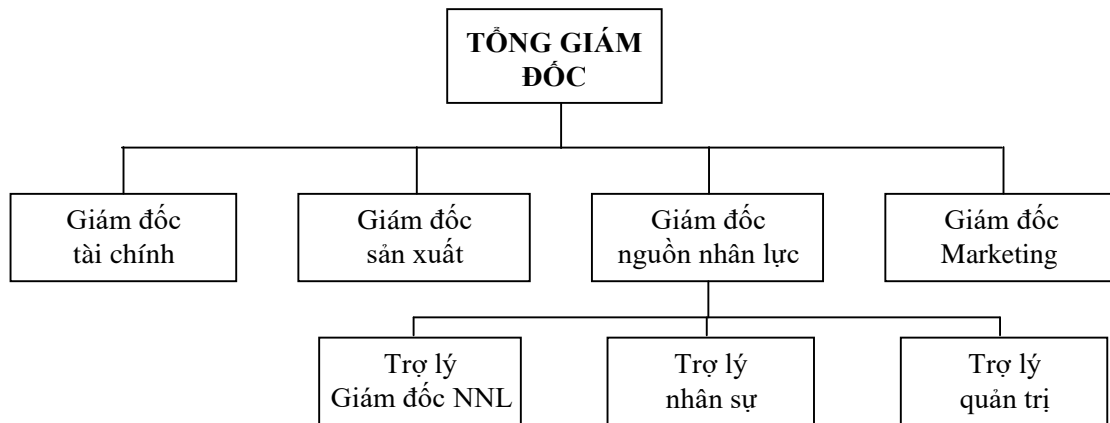 TỔNG GIÁM
ĐỐC
Giám đốc
tài chính
Giám đốc
sản xuất
Giám đốc
nguồn nhân lực
Giám đốc
Marketing
Trợ lý
Giám đốc NNL
Trợ lý
nhân sự
Trợ lý
quản trị